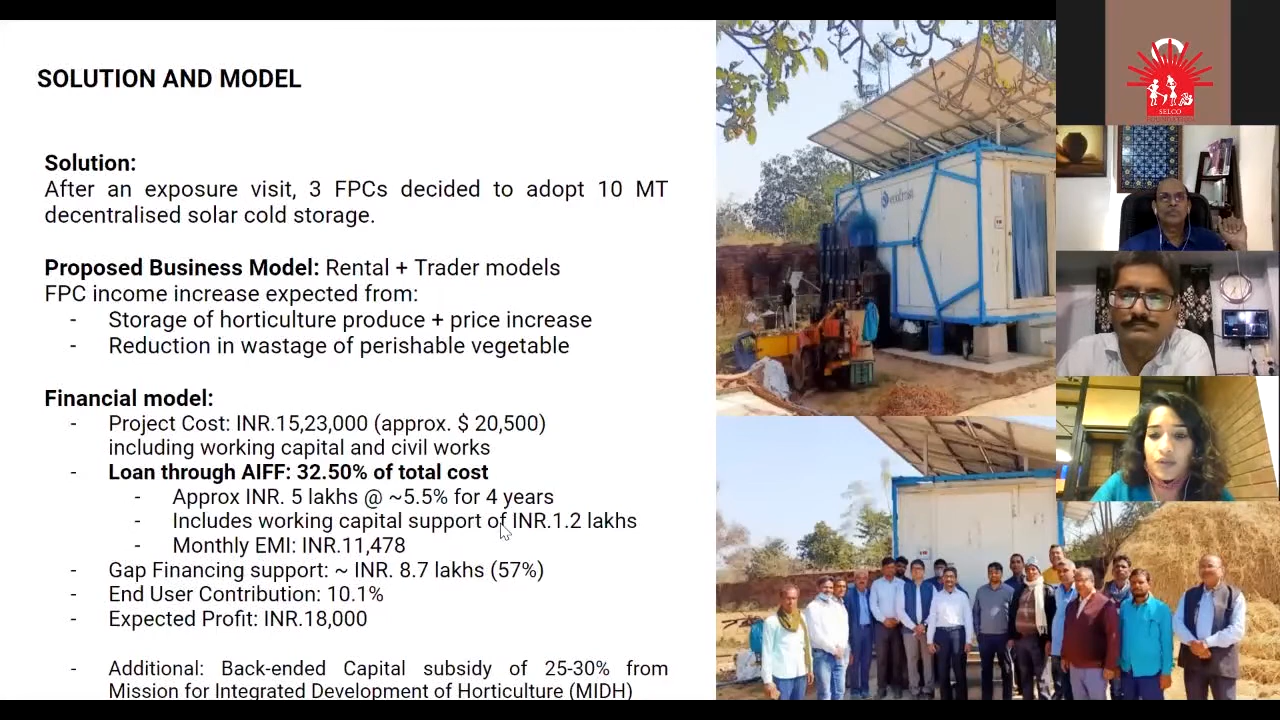 SOLUTION AND MODEL
Solution:
After an exposure visit, 3 FPCs decided to adopt 10 MT
decentralised solar cold storage.
Proposed Business Model: Rental + Trader models
FPC income increase expected from:
- Storage of horticulture produce + price increase
- Reduction in wastage of perishable vegetable
Financial model:
- Project Cost: INR.15,23,000 (approx. $ 20,500)
including working capital and civil works
- Loan through AIFF: 32.50% of total cost
- Approx INR. 5 lakhs @ ~5.5% for 4 years
- Includes working capital support of INR.1.2 lakhs
- Monthly EMI: INR.11,478
- Gap Financing support: ~ INR. 8.7 lakhs (57%)
- End User Contribution: 10.1%
- Expected Profit: INR.18,000
- Additional: Back-ended Capital subsidy of 25-30% from
Mission for Integrated Development of Horticulture (MIDH)
SELCO
FOUNDATION